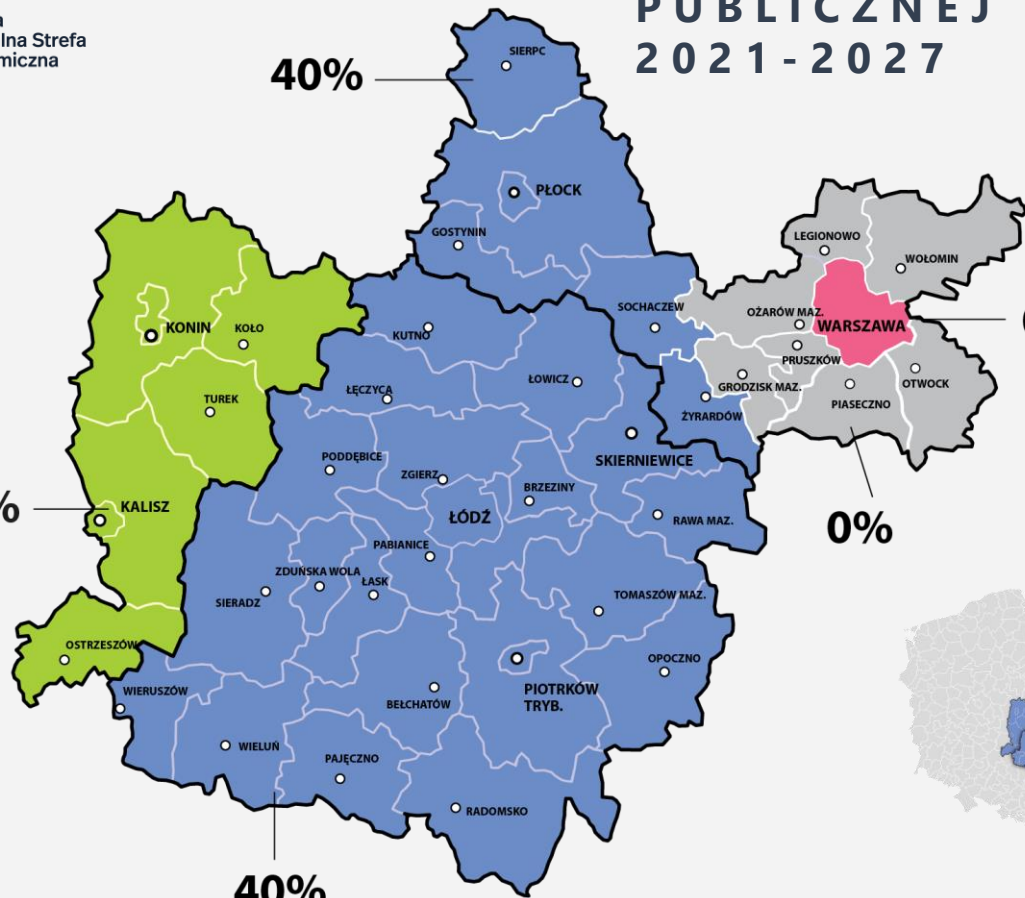 PUBLICZNEJ
2021-2027
lna Strefa
miczna
40%
SIERPC
PŁOCK
GOSTYNIN
LEGIONOWO
WOŁOMIN
SOCHACZEW
OŻARÓW MAZ.
WARSZAWA
KONIN
KOŁO
KUTNO
PRUSZKÓW
GRODZISK MAZ.
OTWOCK
PIASECZNO
ŁĘCZYCA
ŁOWICZ
TUREK
ŻYRARDÓW
PODDĘBICE
ZGIERZ
SKIERNIEWICE
BRZEZINY
%
KALISZ
ŁÓDŹ
RAWA MAZ.
0%
PABIANICE
ZDUŃSKA WOLA
ŁASK
SIERADZ
TOMASZÓW MAZ.
OSTRZESZÓW
OPOCZNO
WIERUSZÓW
BEŁCHATÓW
PIOTRKÓW
TRYB.
WIELUŃ
PAJĘCZNO
RADOMSKO
40%